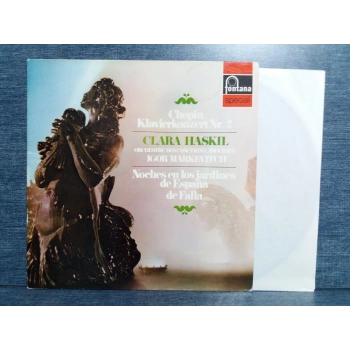 fontana
special
Chopin
Klavierkonzert Nr. 2
CLARA HASKIL
IGOR MARKEVITCH
Noches en los jardines
de España
de Falla